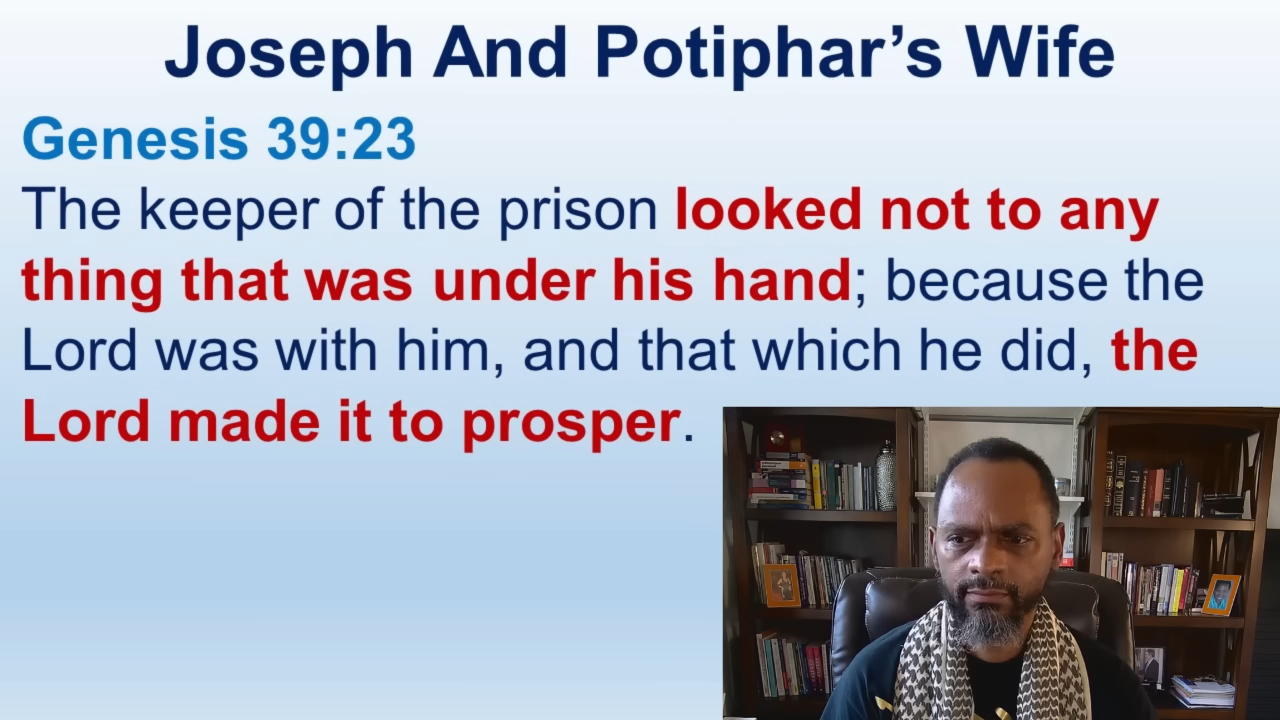 Joseph And Potiphar’s Wife
Genesis 39:23
The keeper of the prison looked not to any
thing that was under his hand; because the
Lord was with him, and that which he did, the
Lord made it to prosper.